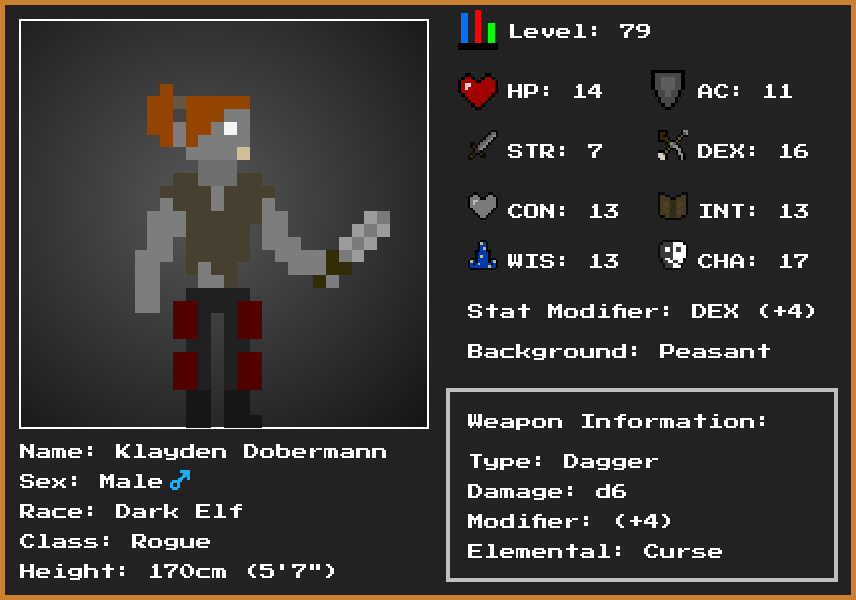 Level: 79
HP: 14 AC: 11
STR: 7 DEX: 16
CON: 13 INT: 13
WIS: 13 CHA: 17
Stat Modifier: DEX (+4)
Background: Peasant
Weapon Information:
Type: Dagger
Damage: d6
Modifier: (+4)
Elemental: Curse
Name: Klayden Dobermann
Sex: Male♂
Race: Dark Elf
Class: Rogue
Height: 170cm (5'7")